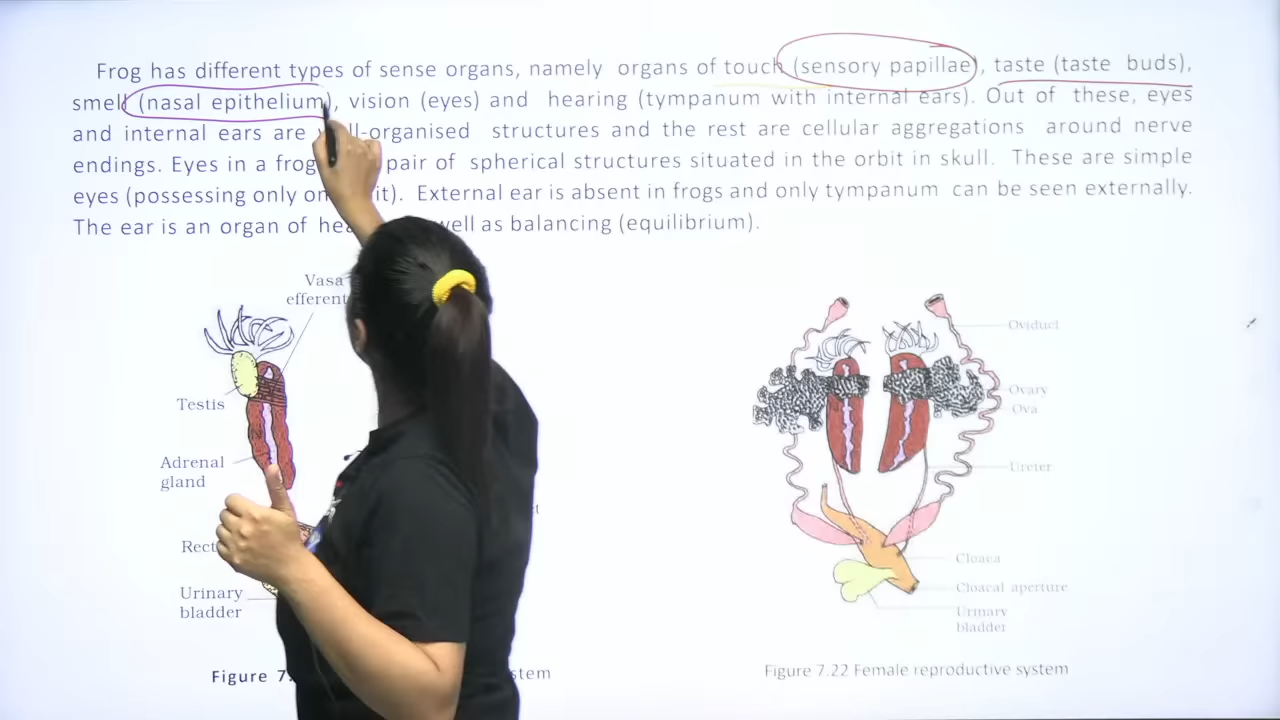 Frog has different types of sense organs, namely organs of touch (sensory papillae), taste (taste buds),
smell (nasal epithelium), vision (eyes) and hearing (tympanum with internal ears). Out of these, eyes
and internal ears are ll-organised structures and the rest are cellular aggregations around nerve
endings. Eyes in a frog pair of spherical structures situated in the orbit in skull. These are simple
eyes (possessing only on it). External ear is absent in frogs and only tympanum can be seen externally.
The ear is an organ of hea ell as balancing (equilibrium).
Vasa
efferent
Testis
Adrenal
gland
Rect
Urinary
bladder
Figure 7. stem
Oviduct
Ovary
Ova
Ureter
Cloaca
Cloacal aperture
Urinary
bladder
Figure 7.22 Female reproductive system